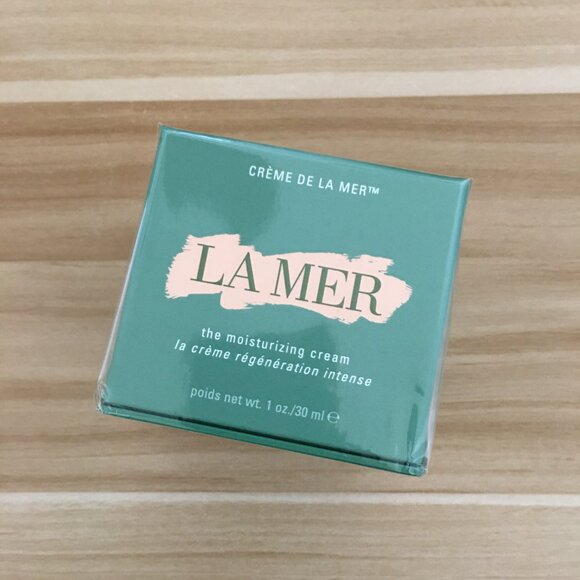 CRÈME DE LA MER™
LA MER
the moisturizing cream
la crème régénération intense
poids net wt. 1 oz./30 ml ℮